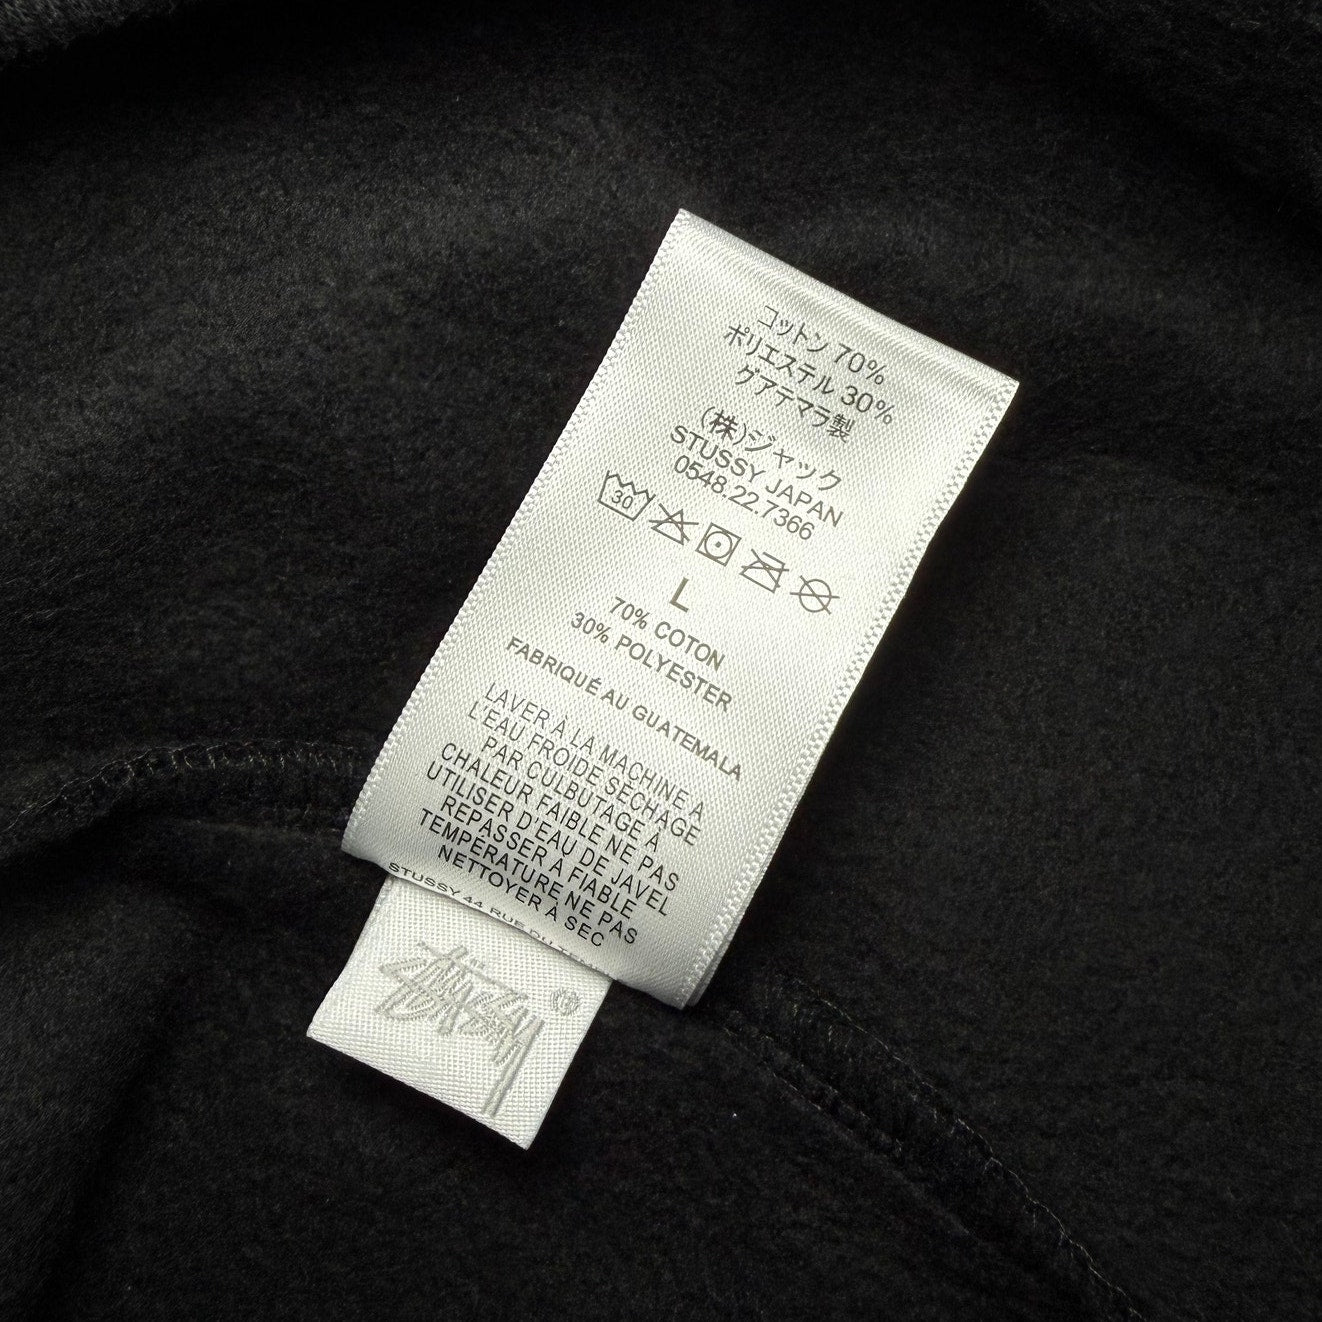 コットン 70%
ポリエステル 30%
グアテマラ製
(株)ジャック
STUSSY JAPAN
0548.22.7366
30
L
70% COTON
30% POLYESTER
FABRIQUÉ AU GUATEMALA
LAVER À LA MACHINE A
L'EAU FROIDE SECHAGE
PAR CULBUTAGE À
CHALEUR FAIBLE NE PAS
UTILISER D'EAU DE JAVEL
REPASSER A FIABLE
TEMPÉRATURE NE PAS
NETTOYER À SEC
STUSSY 44 RUE DU
Stüssy ®